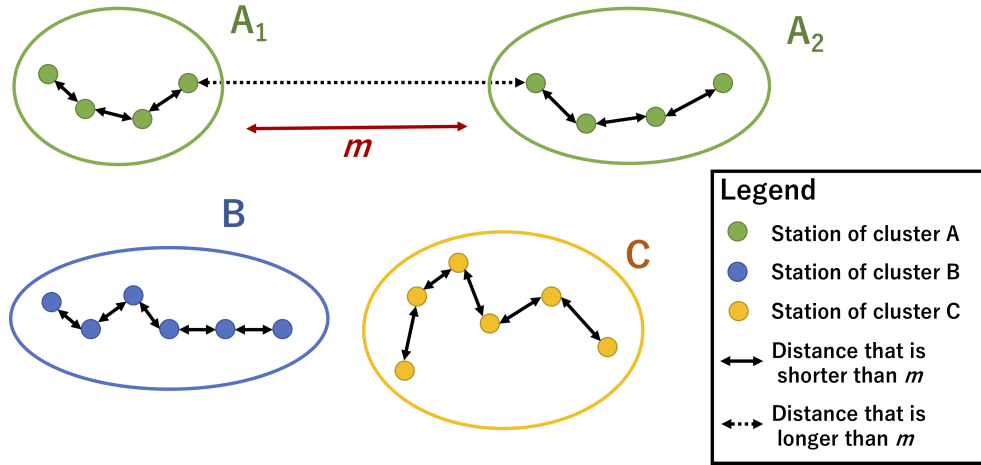 A1
A2
m
B
C
Legend
Station of cluster A
Station of cluster B
Station of cluster C
Distance that is
shorter than m
Distance that is
longer than m